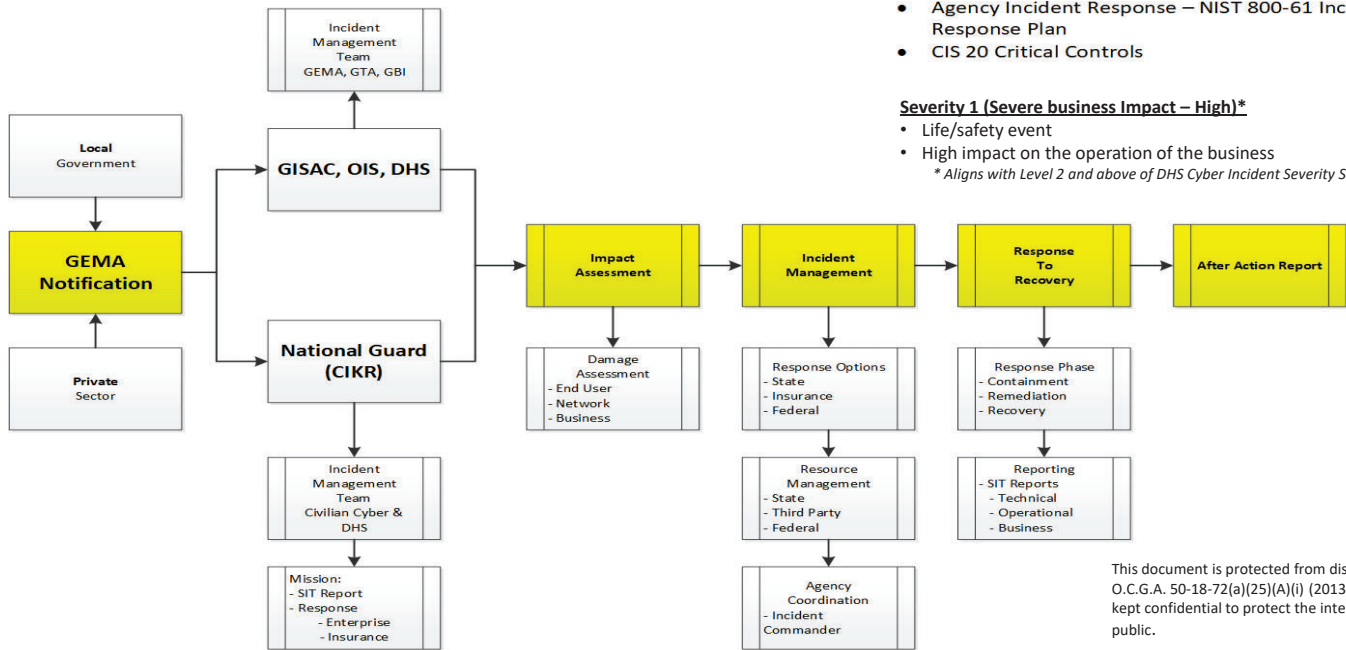 • Agency Incident Response – NIST 800-61 Inc
Response Plan
• CIS 20 Critical Controls
Severity 1 (Severe business Impact – High)*
• Life/safety event
• High impact on the operation of the business
* Aligns with Level 2 and above of DHS Cyber Incident Severity S
Incident
Management
Team
GEMA, GTA, GBI
Local
Government
GISAC, OIS, DHS
GEMA
Notification
Private
Sector
National Guard
(CIKR)
Incident
Management
Team
Civilian Cyber &
DHS
Mission:
- SIT Report
- Response
- Enterprise
- Insurance
Impact
Assessment
Damage
Assessment
- End User
- Network
- Business
Incident
Management
Response Options
- State
- Insurance
- Federal
Resource
Management
- State
- Third Party
- Federal
Agency
Coordination
- Incident
Commander
Response
To
Recovery
Response Phase
- Containment
- Remediation
- Recovery
Reporting
- SIT Reports
- Technical
- Operational
- Business
After Action Report
This document is protected from dis
O.C.G.A. 50-18-72(a)(25)(A)(i) (2013
kept confidential to protect the inte
public.